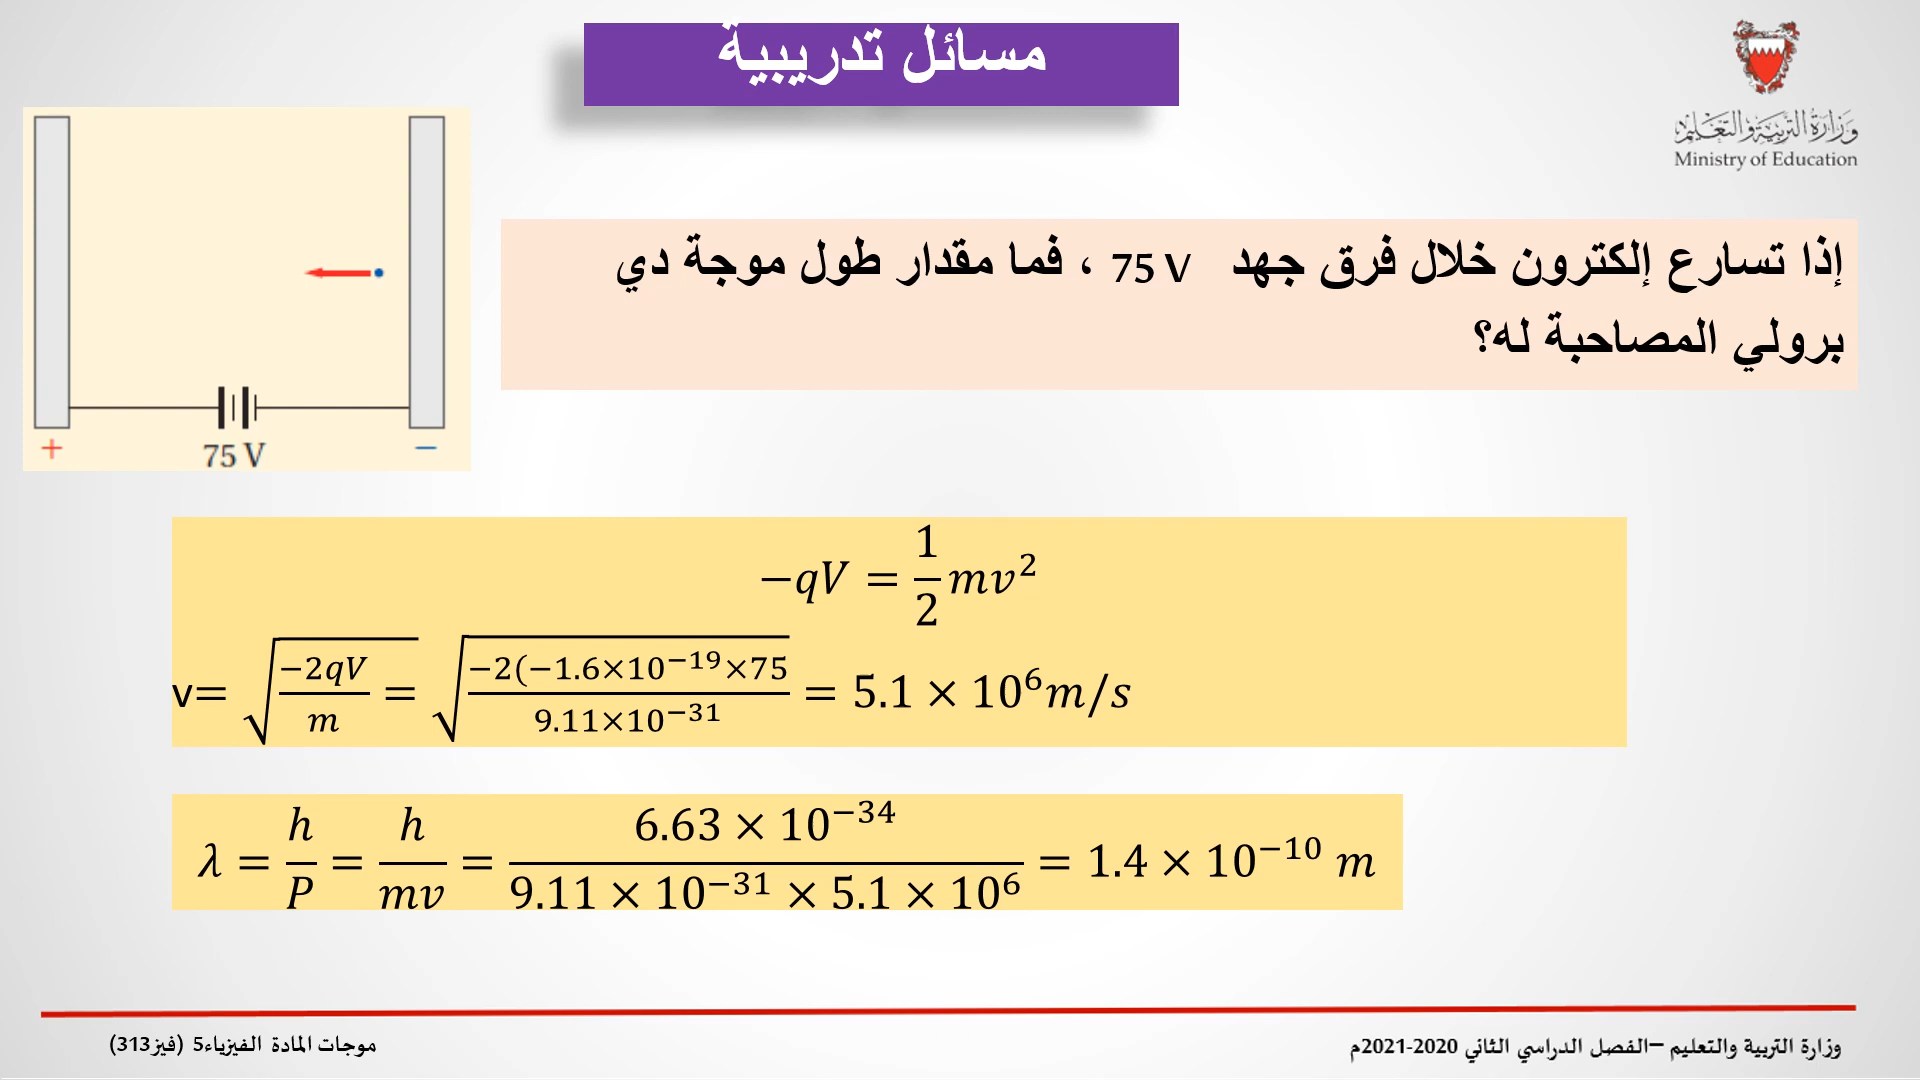 مسائل تدريبية
وزارة التربية والتعليم
Ministry of Education
إذا تسارع إلكترون خلال فرق جهد 75 V ، فما مقدار طول موجة دي
برولي المصاحبة له؟
+ 75 V −
−qV = 1/2 mv²
v= √(−2qV/m) = √(−2(−1.6×10⁻¹⁹×75 / 9.11×10⁻³¹) = 5.1 × 10⁶ m/s
λ = h/P = h/mv = 6.63 × 10⁻³⁴ / 9.11 × 10⁻³¹ × 5.1 × 10⁶ = 1.4 × 10⁻¹⁰ m
وزارة التربية والتعليم –الفصل الدراسي الثاني 2020-2021م
موجات المادة الفيزياء5 (فيز313)